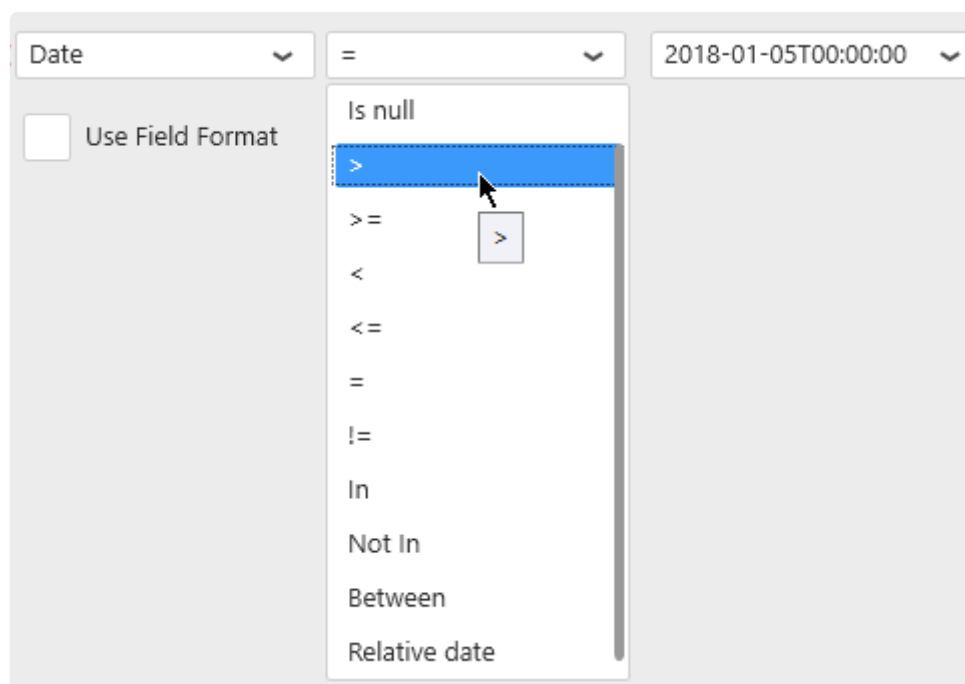 Date = 2018-01-05T00:00:00
Use Field Format
Is null
>
>=
>
<
<=
=
!=
In
Not In
Between
Relative date